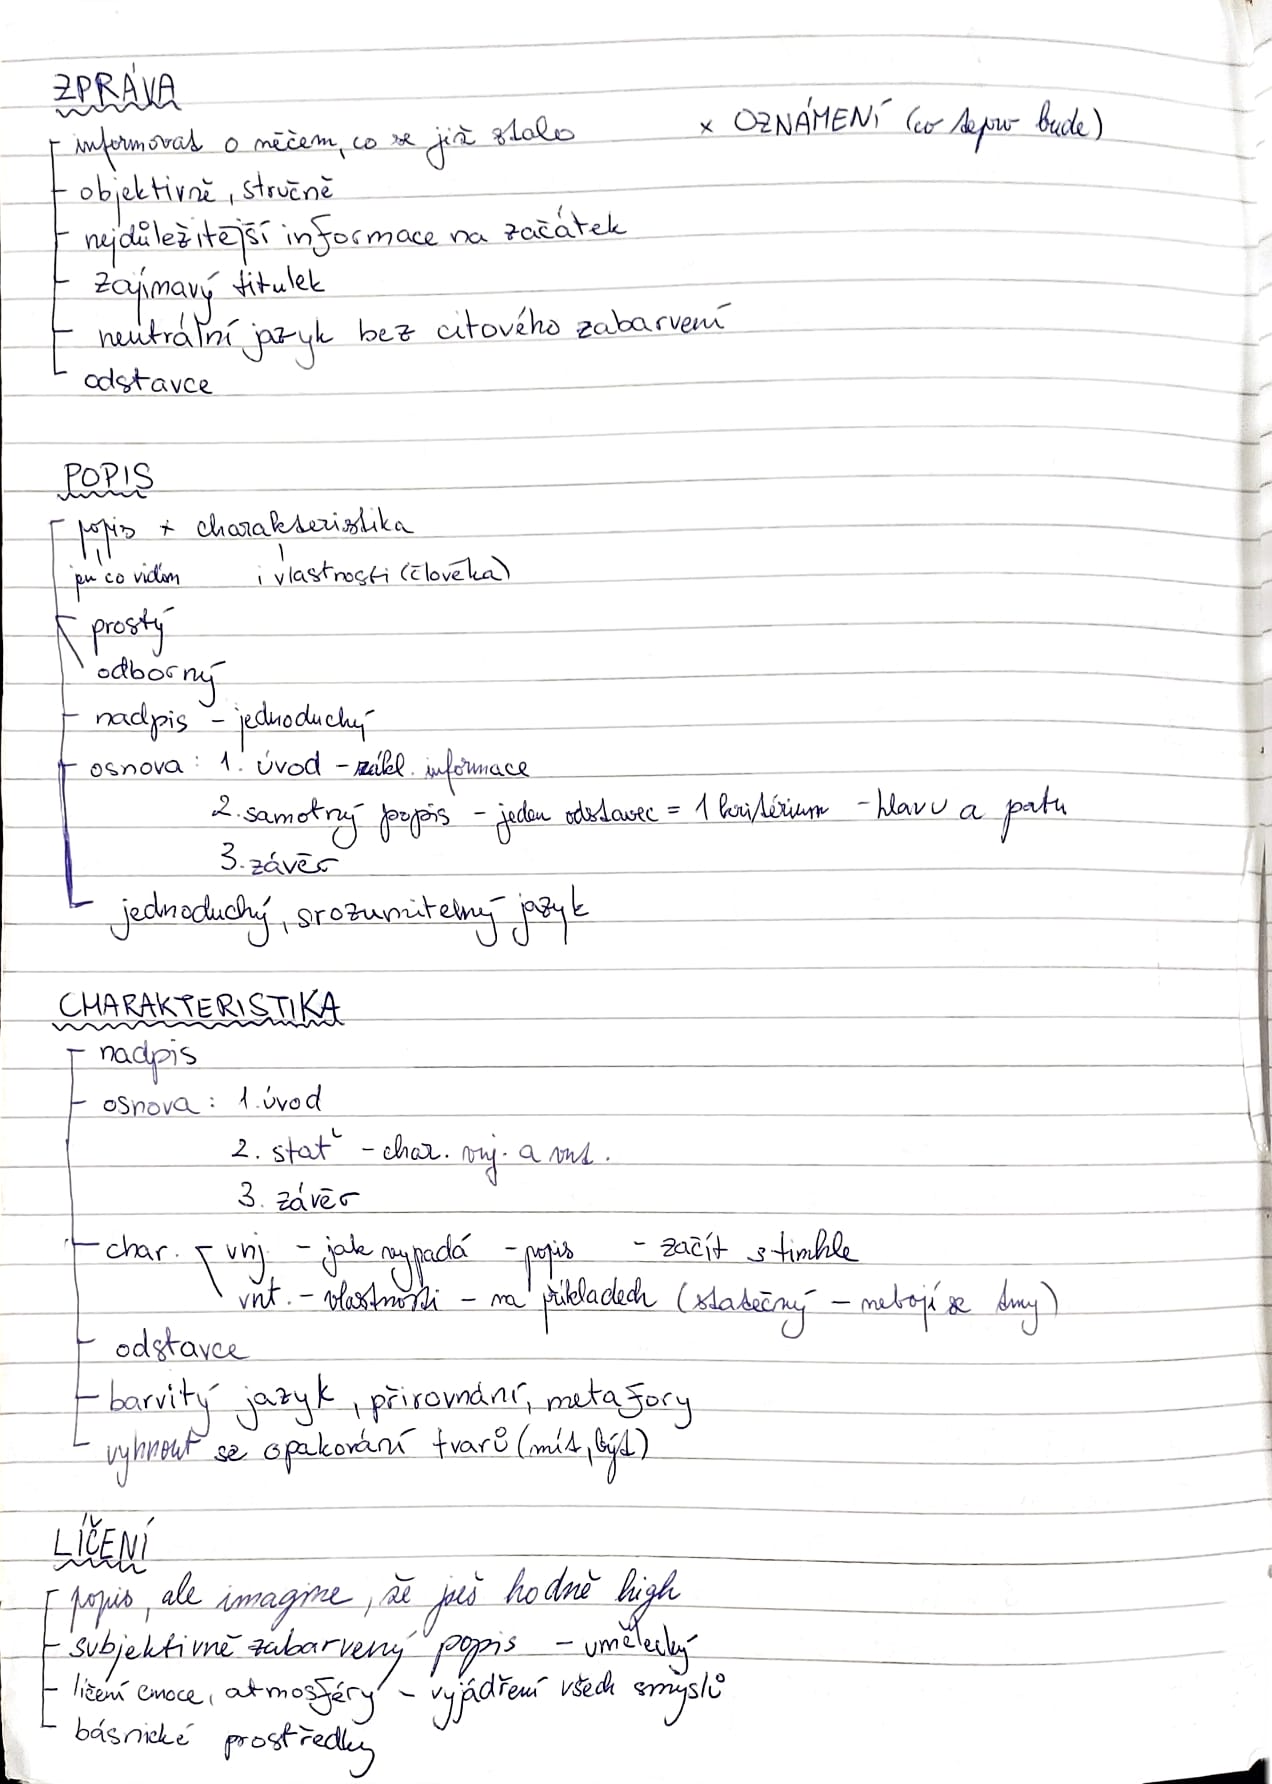 ZPRÁVA
informovat o něčem, co se již stalo x OZNÁMENÍ (co teprv bude)
objektivně, stručně
nejdůležitější informace na začátek
zajímavý titulek
neutrální jazyk bez citového zabarvení
odstavce
POPIS
popis x charakteristika
jen co vidím i vlastnosti (člověka)
prostý
odborný
nadpis - jednoduchý
osnova: 1. úvod - zákl. informace
2. samotný popis - jeden odstavec = 1 kritérium - hlavu a patu
3. závěr
jednoduchý, srozumitelný jazyk
CHARAKTERISTIKA
nadpis
osnova: 1. úvod
2. stať - char. vnj. a vnt.
3. závěr
char. vnj. - jak vypadá - popis - začít s tímhle
vnt. - vlastnosti - na příkladech (statečný - nebojí se tmy)
odstavce
barvitý jazyk, přirovnání, metafory
vyhnout se opakování tvarů (mít, být)
LÍČENÍ
popis, ale imagine, že jseš hodně high
subjektivně zabarvený popis - umělecký
líčení emoce, atmosféry - vyjádření všech smyslů
básnické prostředky